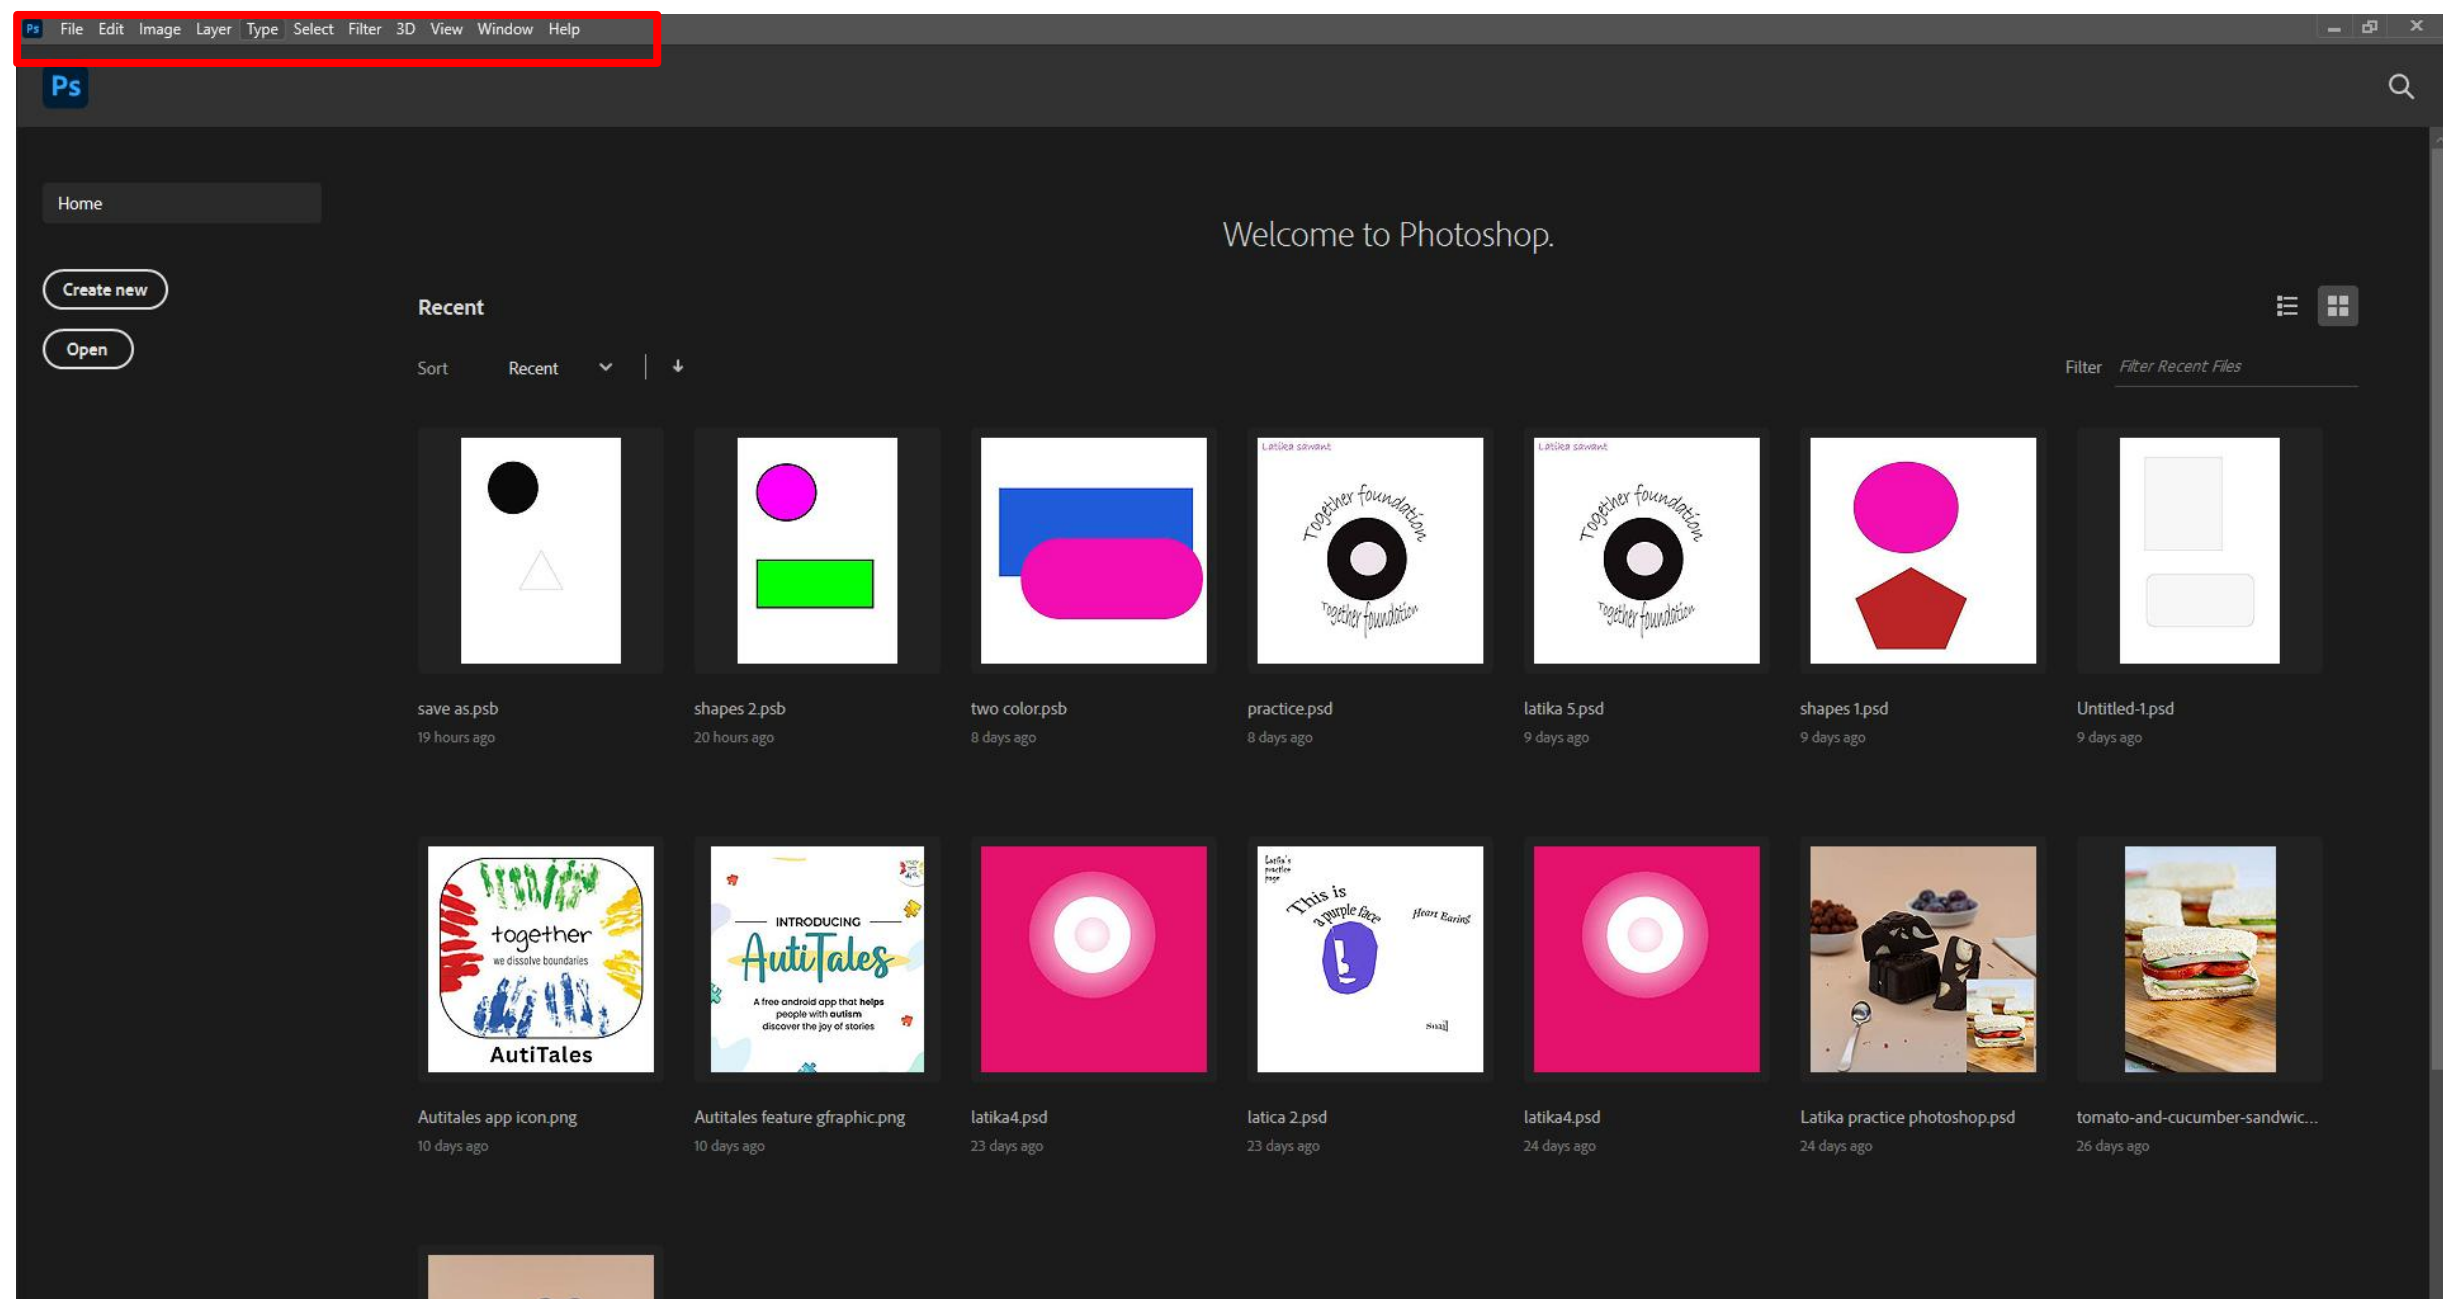 Ps File Edit Image Layer Type Select Filter 3D View Window Help
Ps
Home
Welcome to Photoshop.
Create new
Recent
Open
Sort Recent
Filter Filter Recent Files
Latika sawant
Together foundation
Together foundation
Latika sawant
Together foundation
Together foundation
save as.psb
19 hours ago
shapes 2.psb
20 hours ago
two color.psb
8 days ago
practice.psd
8 days ago
latika 5.psd
9 days ago
shapes 1.psd
9 days ago
Untitled-1.psd
9 days ago
together
we dissolve boundaries
AutiTales
INTRODUCING
AutiTales
A free android app that helps
people with autism
discover the joy of stories
Latika's
practice
page
This is
a purple face
Heart Earing
Autitales app icon.png
10 days ago
Autitales feature gfraphic.png
10 days ago
latika4.psd
23 days ago
latica 2.psd
23 days ago
latika4.psd
24 days ago
Latika practice photoshop.psd
24 days ago
tomato-and-cucumber-sandwic...
26 days ago